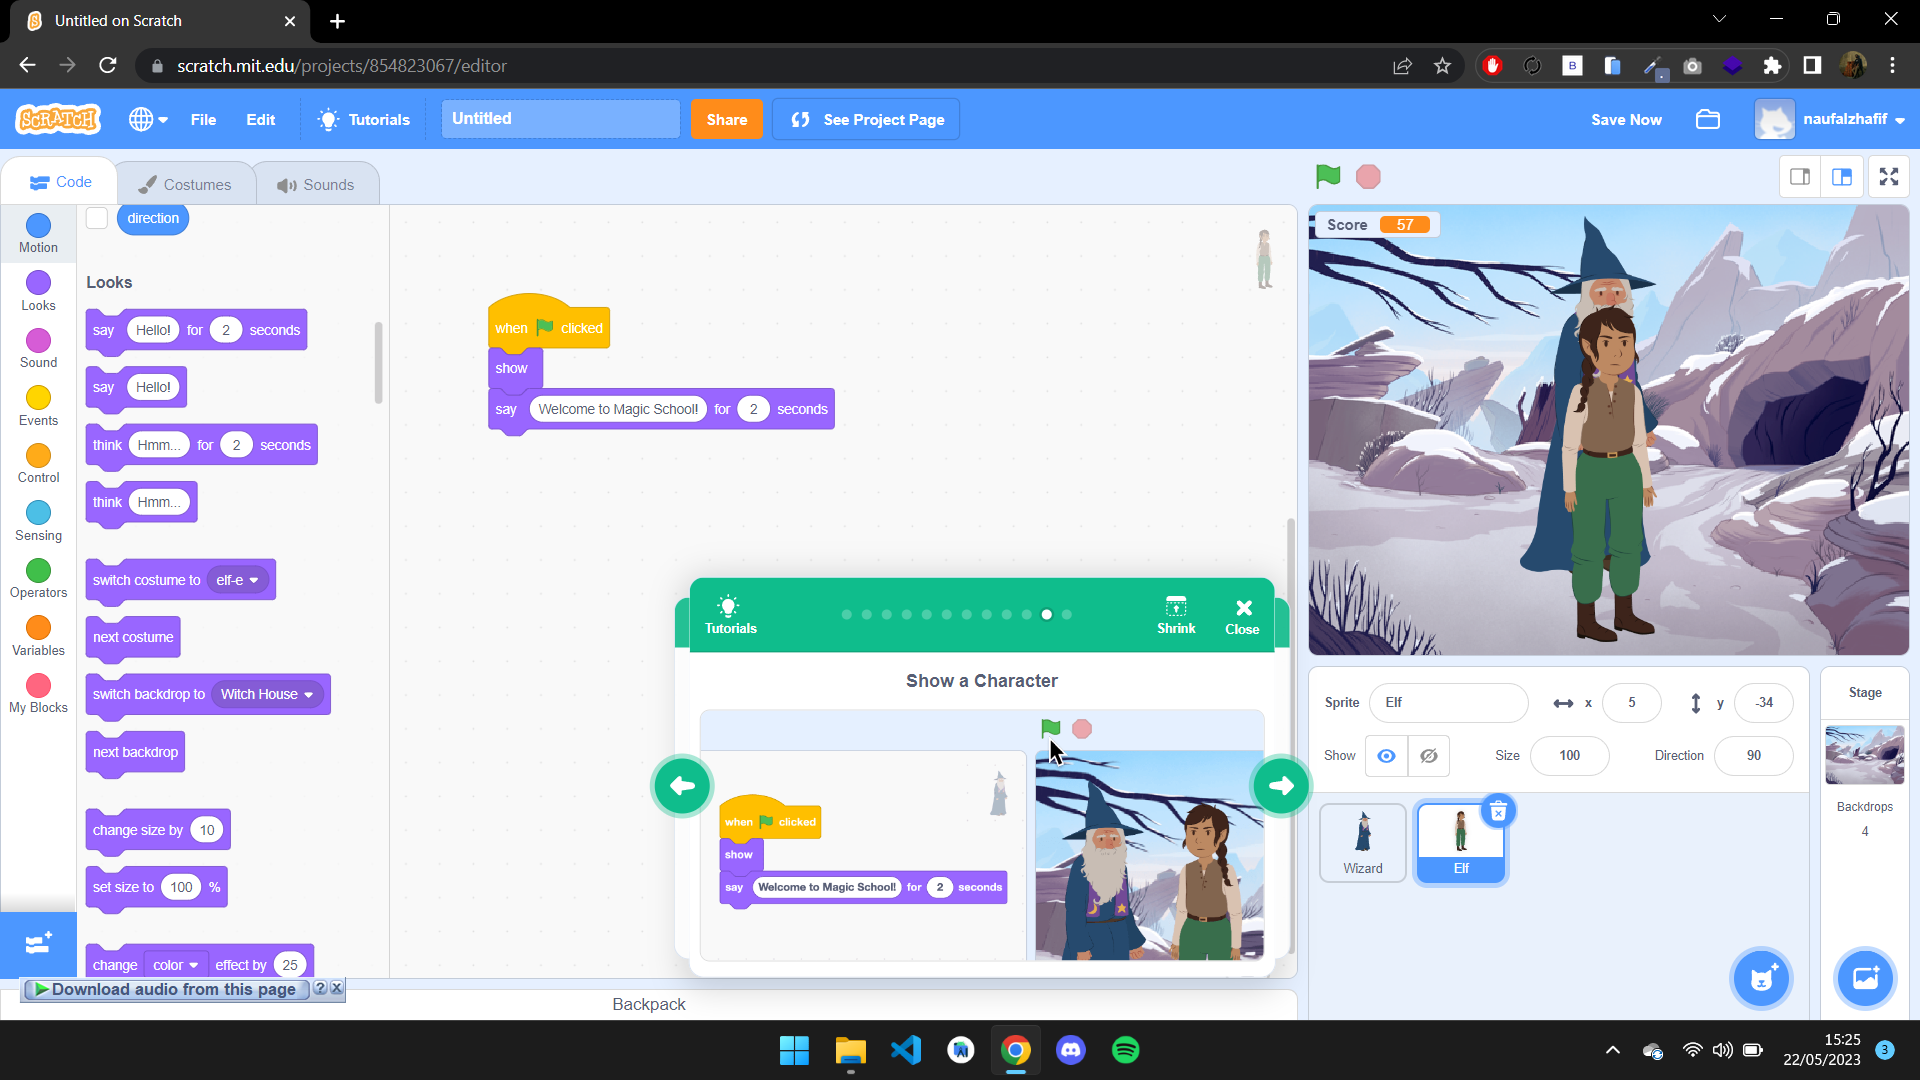 Untitled on Scratch
scratch.mit.edu/projects/854823067/editor
B
SCRATCH
File
Edit
Tutorials
Untitled
Share
See Project Page
Save Now
naufalzhafif
Code
Costumes
Sounds
Motion
Looks
Sound
Events
Control
Sensing
Operators
Variables
My Blocks
direction
Looks
say Hello! for 2 seconds
say Hello!
think Hmm... for 2 seconds
think Hmm...
switch costume to elf-e
next costume
switch backdrop to Witch House
next backdrop
change size by 10
set size to 100 %
change color effect by 25
when clicked
show
say Welcome to Magic School! for 2 seconds
Tutorials
Shrink
Close
Show a Character
when clicked
show
say Welcome to Magic School! for 2 seconds
Score 57
Sprite Elf x 5 y -34
Show Size 100 Direction 90
Wizard
Elf
Stage
Backdrops
4
Download audio from this page ?
Backpack
15:25
22/05/2023
3